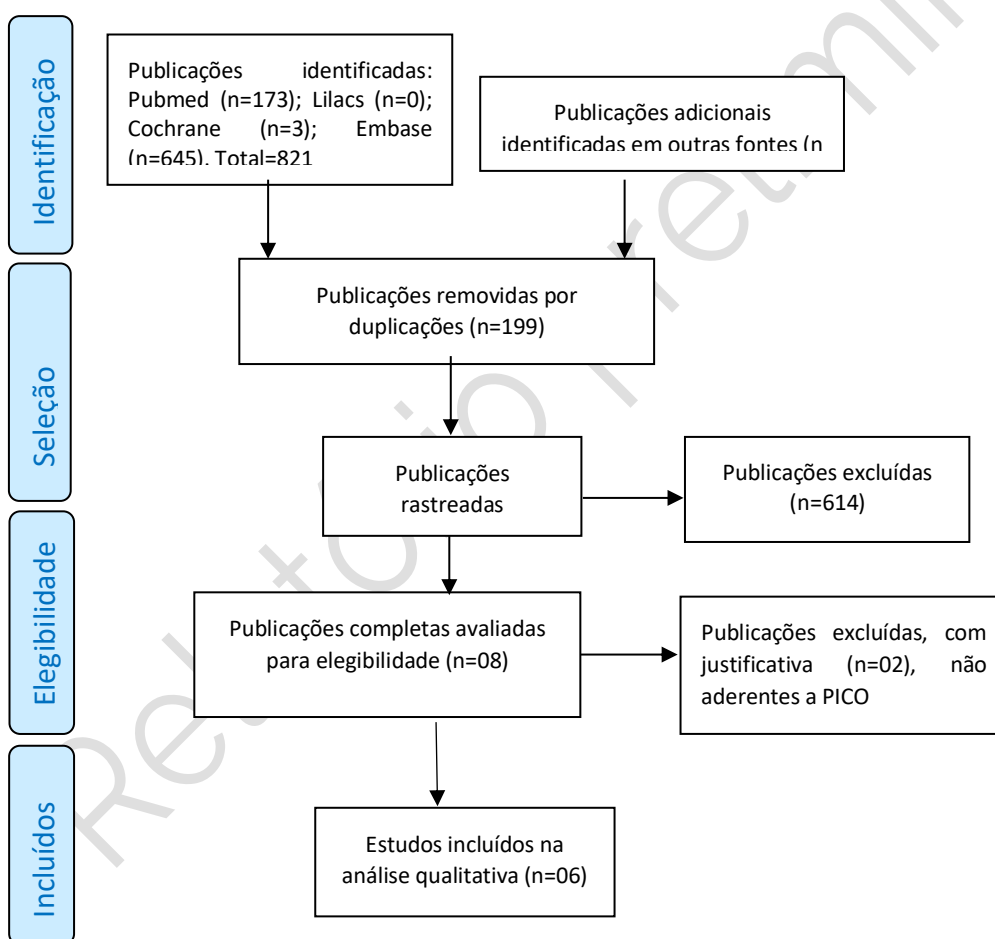 Identificação
Publicações identificadas:
Pubmed (n=173); Lilacs (n=0);
Cochrane (n=3); Embase
(n=645). Total=821
Publicações adicionais
identificadas em outras fontes (n
Seleção
Publicações removidas por
duplicações (n=199)
Publicações
rastreadas
Publicações excluídas
(n=614)
Elegibilidade
Publicações completas avaliadas
para elegibilidade (n=08)
Publicações excluídas, com
justificativa (n=02), não
aderentes a PICO
Incluídos
Estudos incluídos na
análise qualitativa (n=06)